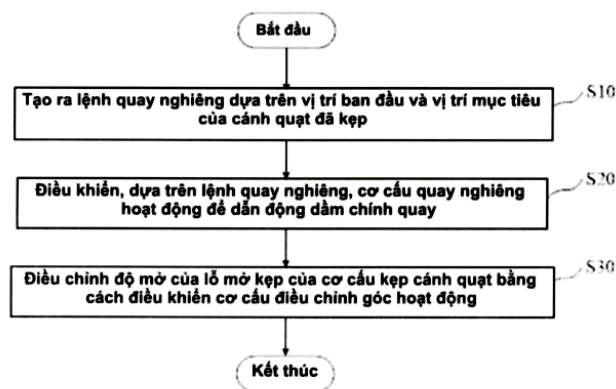 Bắt đầu
S10
Tạo ra lệnh quay nghiêng dựa trên vị trí ban đầu và vị trí mục tiêu
của cánh quạt đã kẹp
S20
Điều khiển, dựa trên lệnh quay nghiêng, cơ cấu quay nghiêng
hoạt động để dẫn động dầm chính quay
S30
Điều chỉnh độ mở của lỗ mở kẹp của cơ cấu kẹp cánh quạt bằng
cách điều khiển cơ cấu điều chỉnh góc hoạt động
Kết thúc